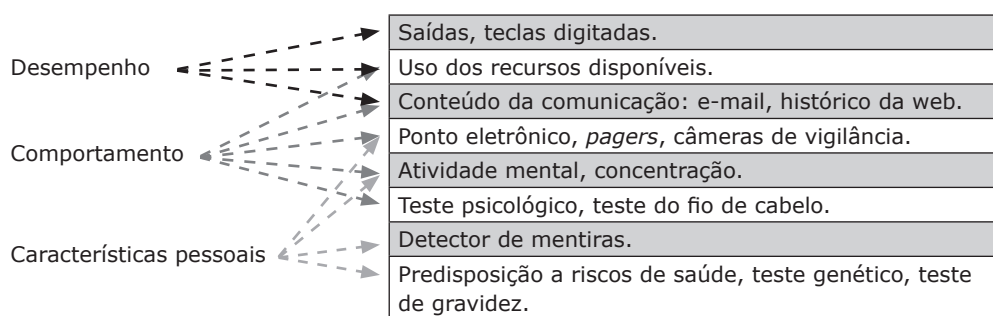 Saídas, teclas digitadas.
Desempenho
Uso dos recursos disponíveis.
Conteúdo da comunicação: e-mail, histórico da web.
Ponto eletrônico, pagers, câmeras de vigilância.
Comportamento
Atividade mental, concentração.
Teste psicológico, teste do fio de cabelo.
Características pessoais
Detector de mentiras.
Predisposição a riscos de saúde, teste genético, teste
de gravidez.